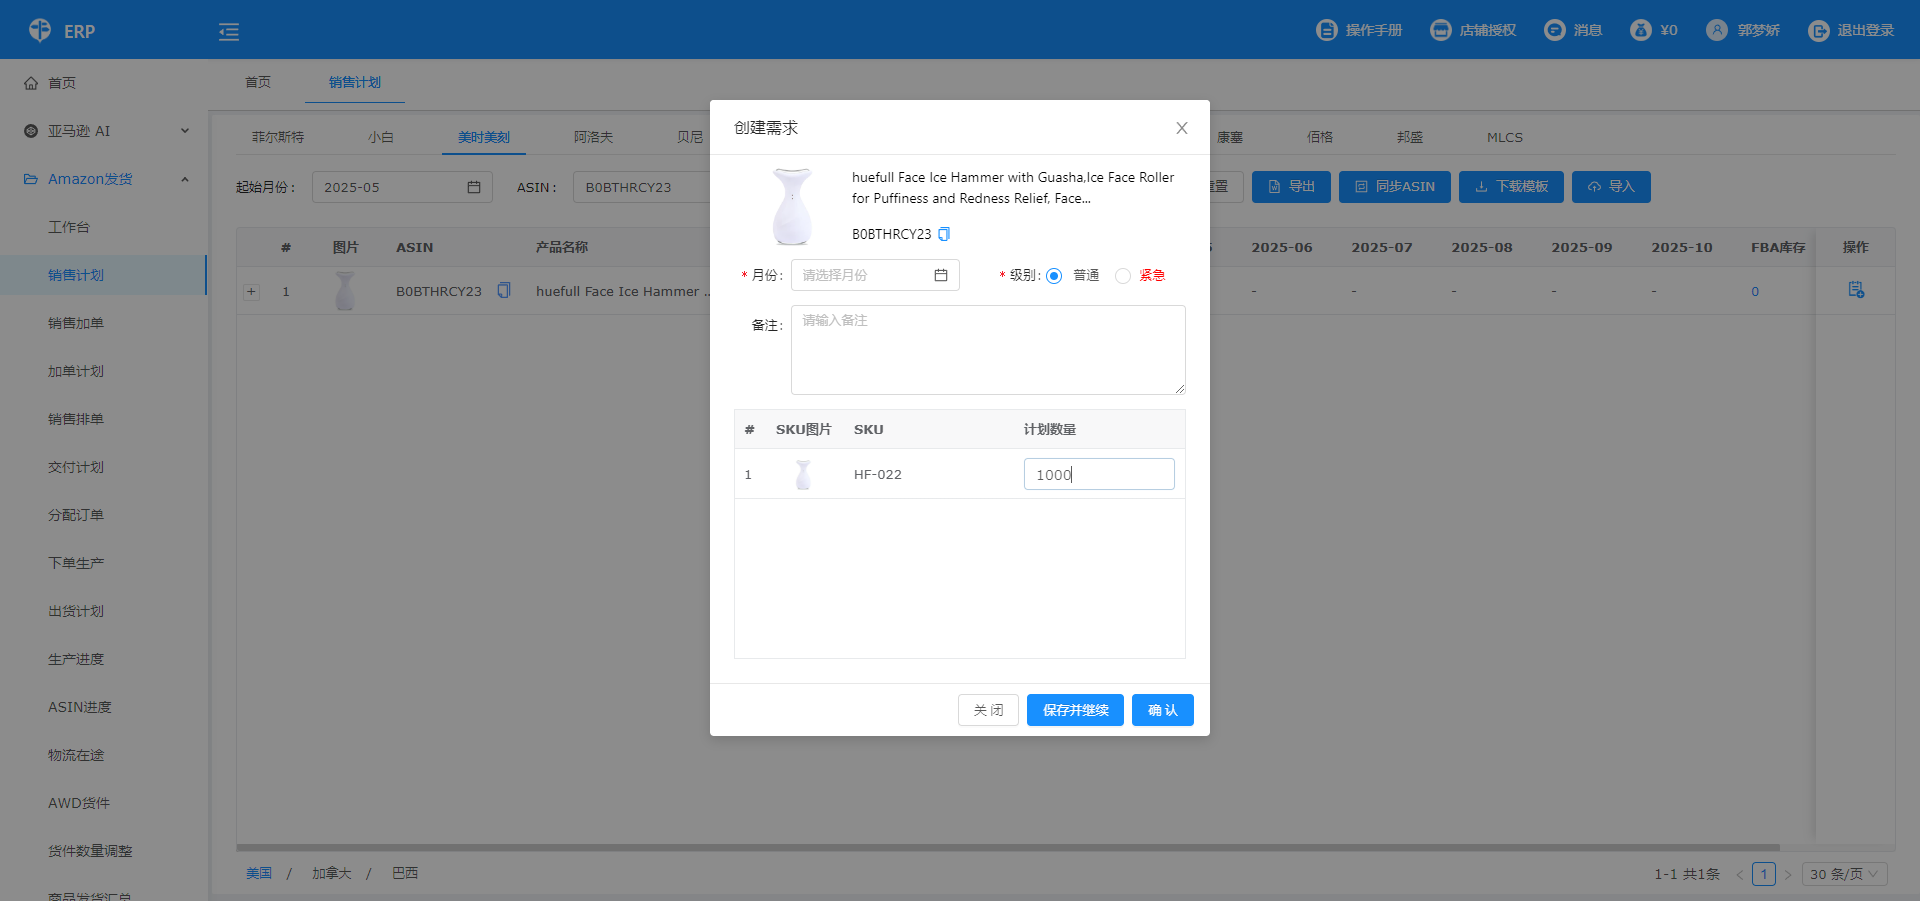 ERP
操作手册
店铺授权
消息
¥0
郭梦娇
退出登录
首页
亚马逊 AI
Amazon发货
工作台
销售计划
销售加单
加单计划
销售排单
交付计划
分配订单
下单生产
出货计划
生产进度
ASIN进度
物流在途
AWD货件
货件数量调整
商品发货汇总
首页 销售计划
菲尔斯特 小白 美时美刻 阿洛夫 贝尼 康塞 佰格 邦盛 MLCS
起始月份： 2025-05 ASIN： B0BTHRCY23 导出 同步ASIN 下载模板 导入
# 图片 ASIN 产品名称 2025-06 2025-07 2025-08 2025-09 2025-10 FBA库存 操作
+ 1 B0BTHRCY23 huefull Face Ice Hammer ... - - - - - 0
美国 / 加拿大 / 巴西
1-1 共1条 < 1 > 30 条/页
创建需求
huefull Face Ice Hammer with Guasha,Ice Face Roller
for Puffiness and Redness Relief, Face...
B0BTHRCY23
* 月份： 请选择月份 * 级别： 普通 紧急
备注： 请输入备注
# SKU图片 SKU 计划数量
1 HF-022 1000
关 闭 保存并继续 确 认